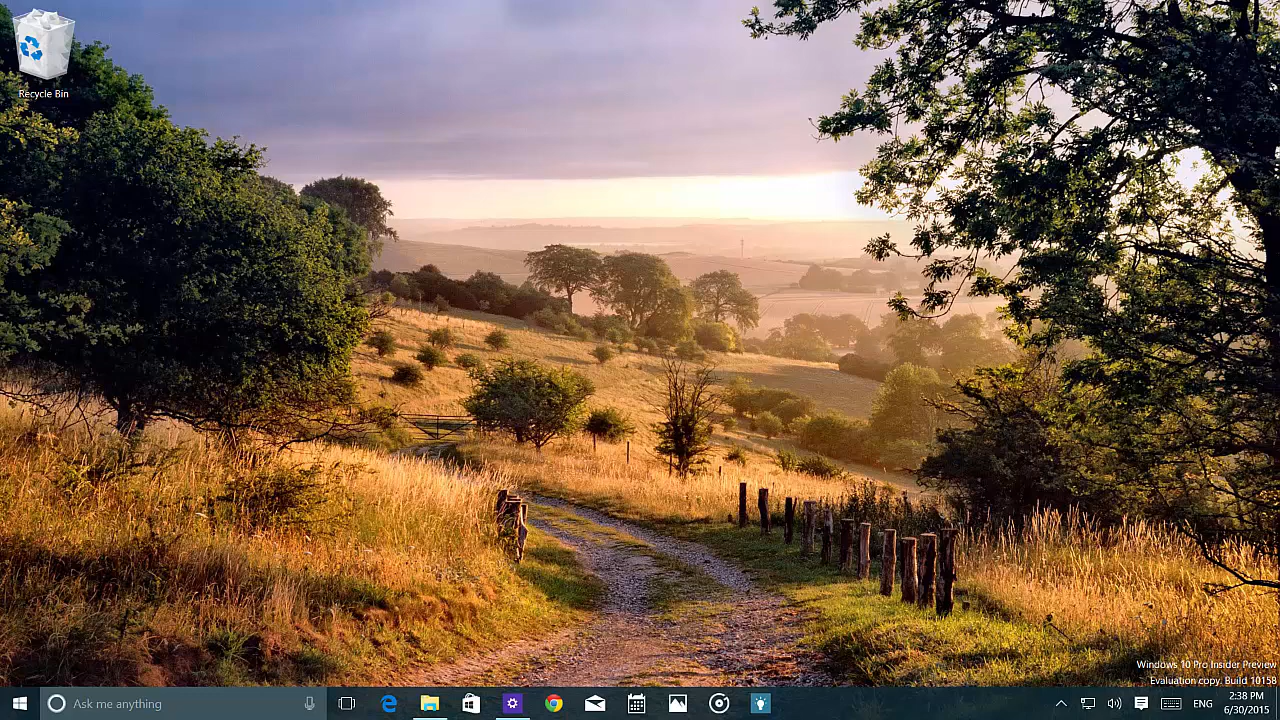 Recycle Bin
Windows 10 Pro Insider Preview
Evaluation copy. Build 10158
Ask me anything
ENG
2:38 PM
6/30/2015